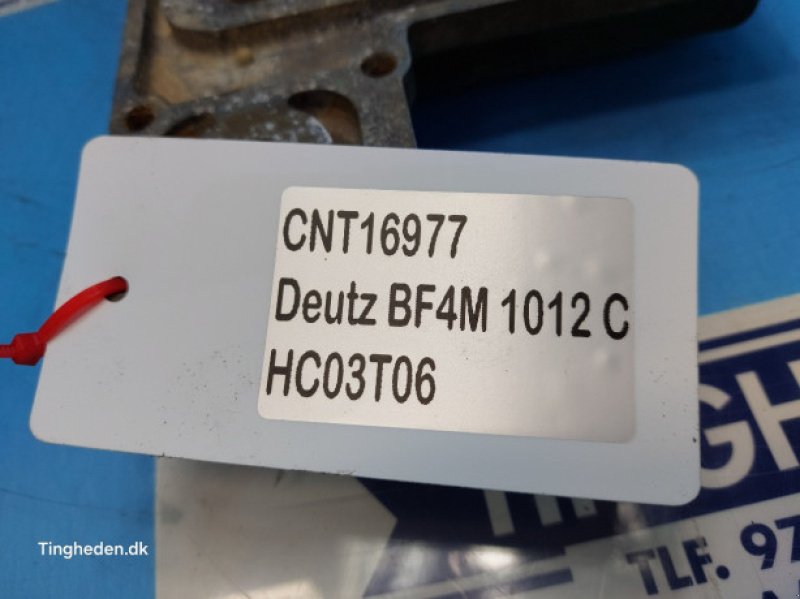 CNT16977
Deutz BF4M 1012 C
HC03T06
Tingheden.dk
TLF. 97